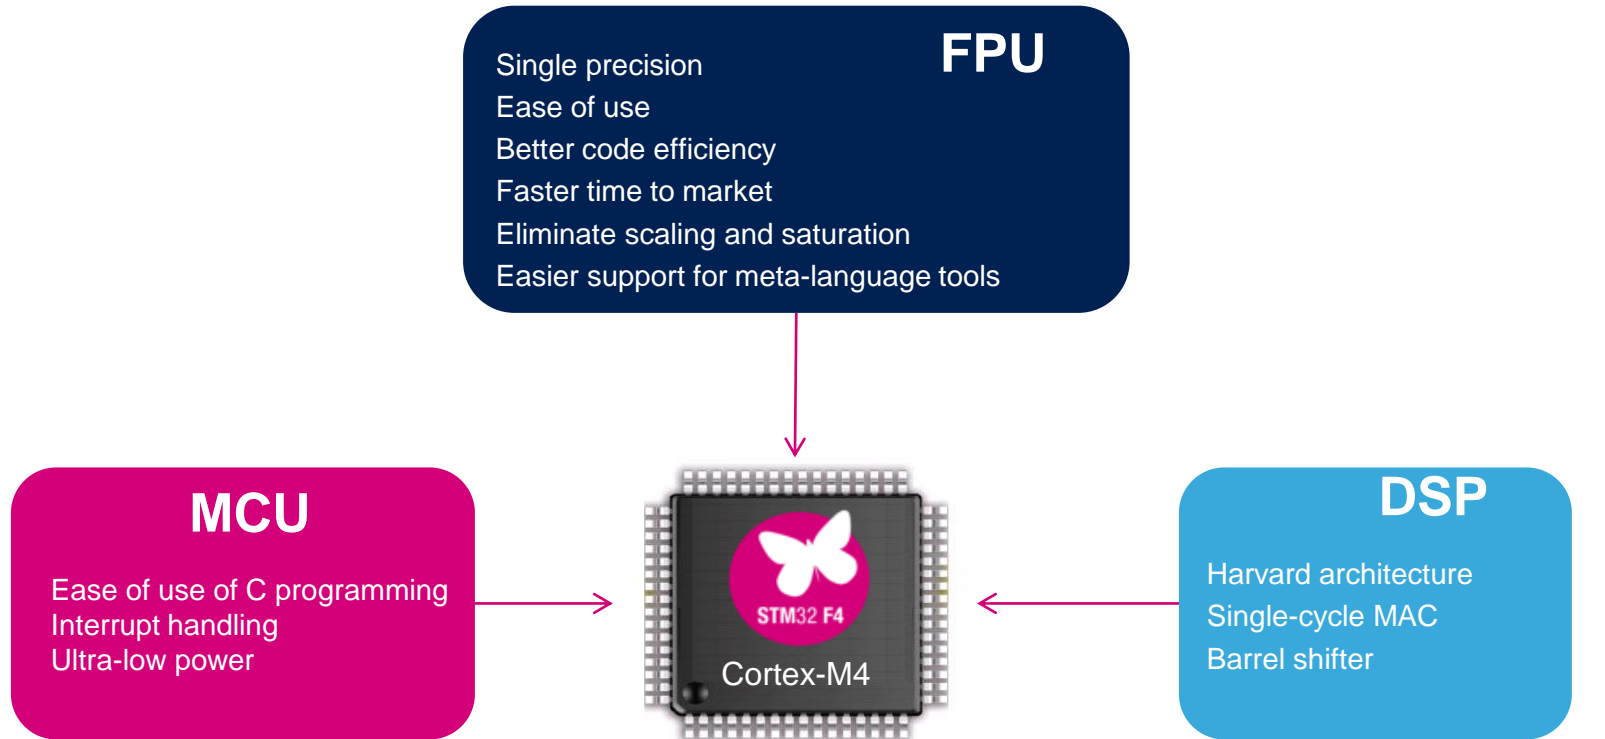 FPU
Single precision
Ease of use
Better code efficiency
Faster time to market
Eliminate scaling and saturation
Easier support for meta-language tools
MCU
Ease of use of C programming
Interrupt handling
Ultra-low power
STM32 F4
Cortex-M4
DSP
Harvard architecture
Single-cycle MAC
Barrel shifter